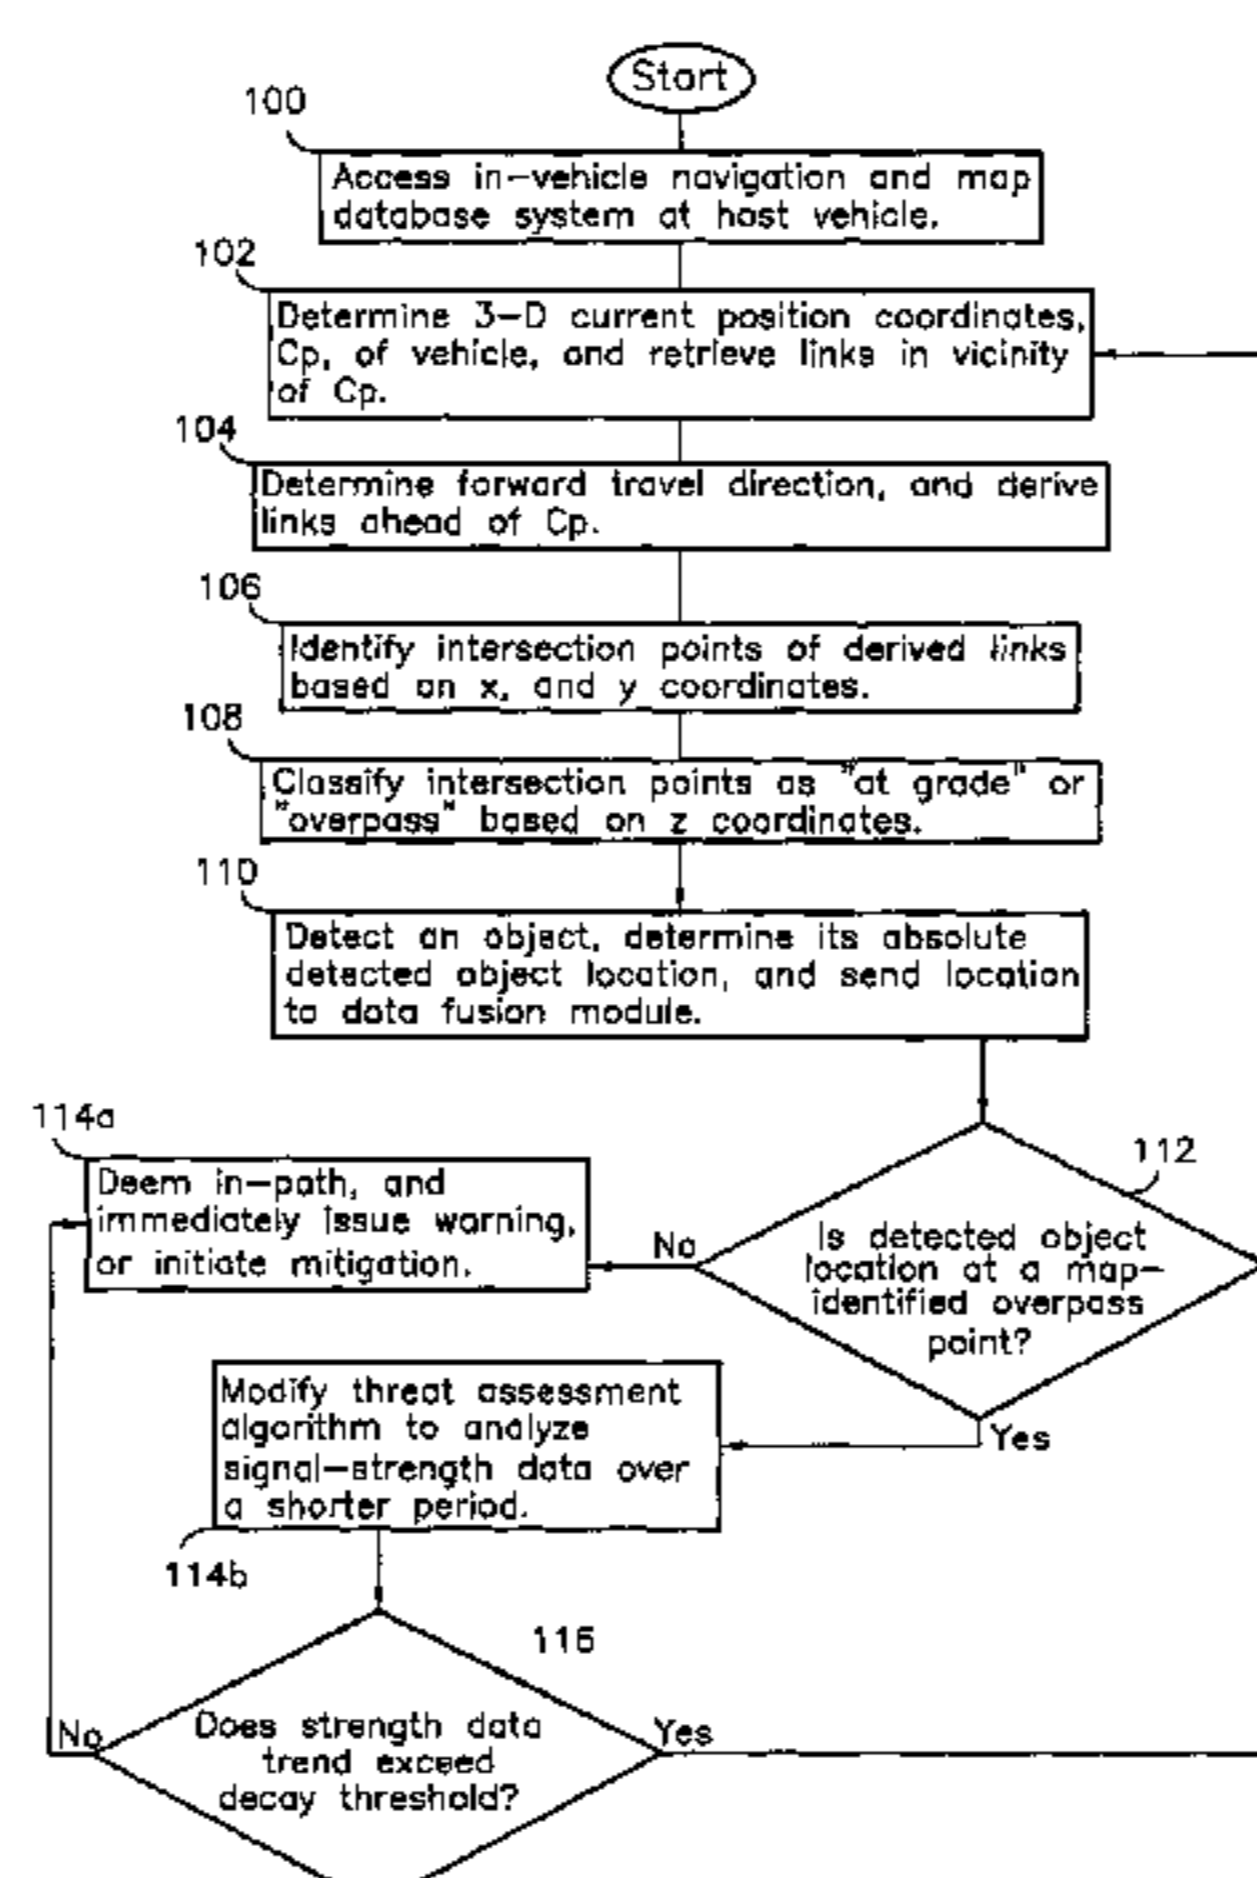 Start
100
Access in-vehicle navigation and map
database system at host vehicle.
102
Determine 3-D current position coordinates,
Cp, of vehicle, and retrieve links in vicinity
of Cp.
104
Determine forward travel direction, and derive
links ahead of Cp.
106
Identify intersection points of derived links
based on x, and y coordinates.
108
Classify intersection points as "at grade" or
"overpass" based on z coordinates.
110
Detect an object, determine its absolute
detected object location, and send location
to data fusion module.
114a
Deem in-path, and
immediately issue warning,
or initiate mitigation.
112
No
Is detected object
location at a map-
identified overpass
point?
Yes
Modify threat assessment
algorithm to analyze
signal-strength data over
a shorter period.
114b
116
No
Does strength data
trend exceed
decay threshold?
Yes